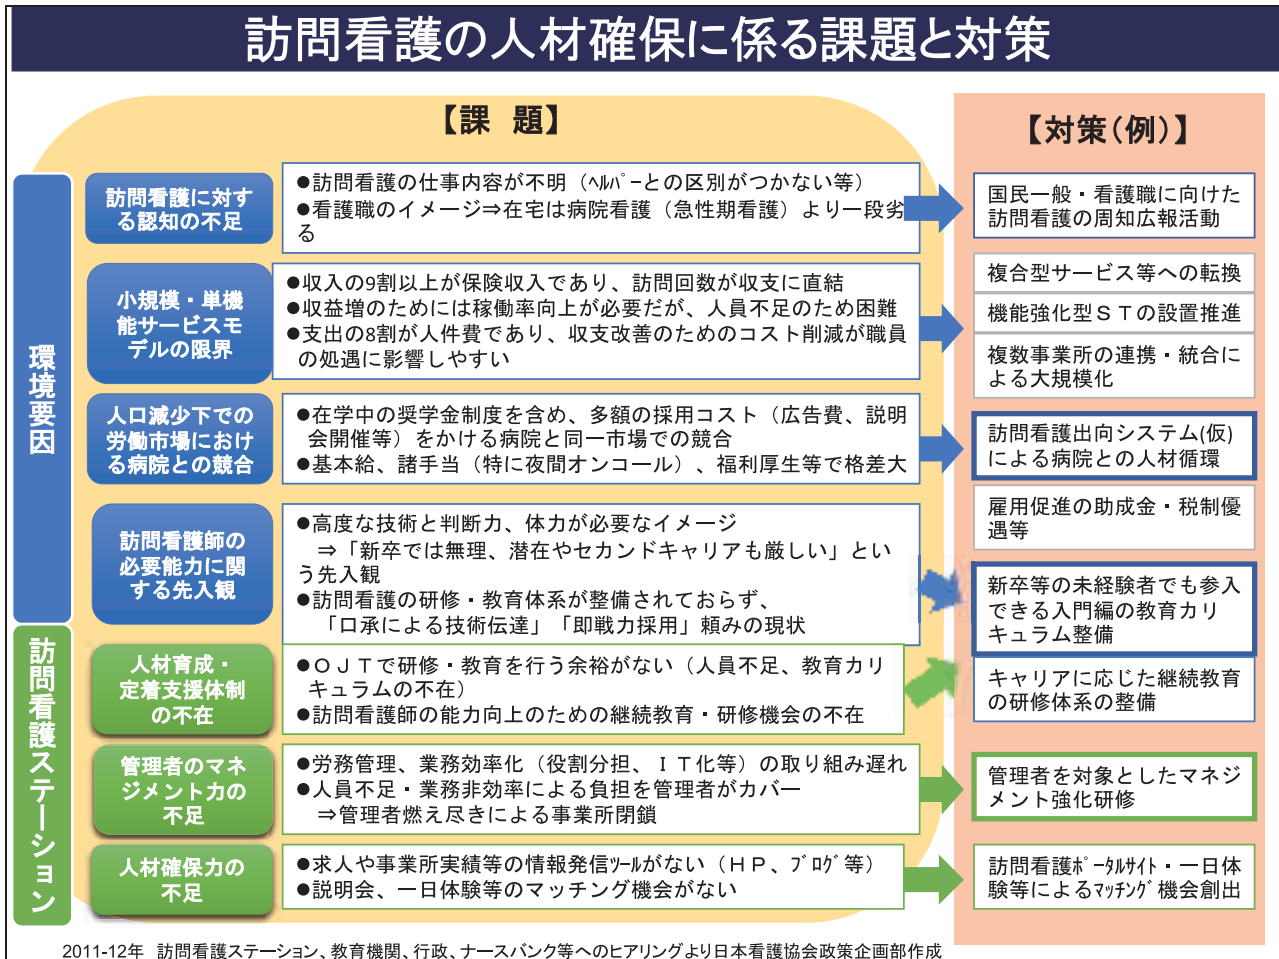 訪問看護の人材確保に係る課題と対策
【課 題】
【対策(例)】
環境要因
訪問看護に対す
る認知の不足
●訪問看護の仕事内容が不明（ﾍﾙﾊﾟｰとの区別がつかない等）
●看護職のイメージ⇒在宅は病院看護（急性期看護）より一段劣
る
国民一般・看護職に向けた
訪問看護の周知広報活動
小規模・単機
能サービスモ
デルの限界
●収入の9割以上が保険収入であり、訪問回数が収支に直結
●収益増のためには稼働率向上が必要だが、人員不足のため困難
●支出の8割が人件費であり、収支改善のためのコスト削減が職員
の処遇に影響しやすい
複合型サービス等への転換
機能強化型ＳＴの設置推進
複数事業所の連携・統合に
よる大規模化
人口減少下での
労働市場におけ
る病院との競合
●在学中の奨学金制度を含め、多額の採用コスト（広告費、説明
会開催等）をかける病院と同一市場での競合
●基本給、諸手当（特に夜間オンコール）、福利厚生等で格差大
訪問看護出向システム(仮)
による病院との人材循環
雇用促進の助成金・税制優
遇等
訪問看護師の
必要能力に関
する先入観
●高度な技術と判断力、体力が必要なイメージ
⇒「新卒では無理、潜在やセカンドキャリアも厳しい」とい
う先入観
●訪問看護の研修・教育体系が整備されておらず、
「口承による技術伝達」「即戦力採用」頼みの現状
新卒等の未経験者でも参入
できる入門編の教育カリ
キュラム整備
訪問看護ステーション
人材育成・
定着支援体制
の不在
●ＯＪＴで研修・教育を行う余裕がない（人員不足、教育カリ
キュラムの不在）
●訪問看護師の能力向上のための継続教育・研修機会の不在
キャリアに応じた継続教育
の研修体系の整備
管理者のマネ
ジメント力の
不足
●労務管理、業務効率化（役割分担、ＩＴ化等）の取り組み遅れ
●人員不足・業務非効率による負担を管理者がカバー
⇒管理者燃え尽きによる事業所閉鎖
管理者を対象としたマネジ
メント強化研修
人材確保力の
不足
●求人や事業所実績等の情報発信ﾂｰﾙがない（ＨＰ、ﾌﾞﾛｸﾞ等）
●説明会、一日体験等のマッチング機会がない
訪問看護ﾎﾟｰﾀﾙｻｲﾄ・一日体
験等によるﾏｯﾁﾝｸﾞ機会創出
2011-12年 訪問看護ステーション、教育機関、行政、ナースバンク等へのヒアリングより日本看護協会政策企画部作成